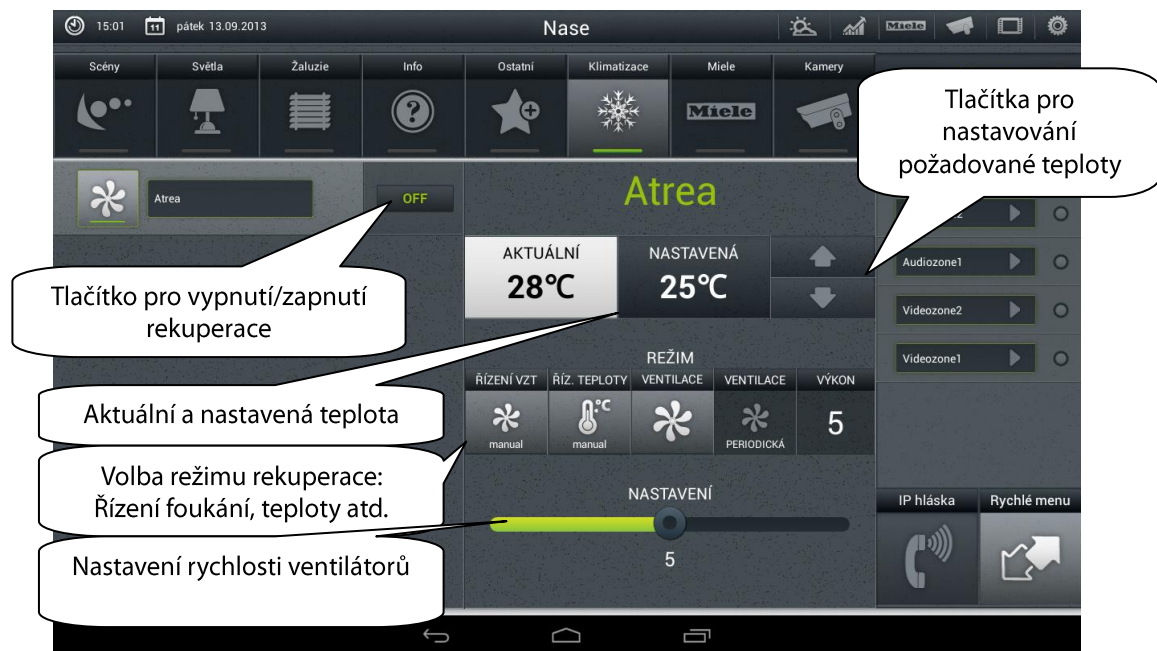 15:01
11
pátek 13.09.2013
Nase
Miele
Scény
Světla
Žaluzie
Info
Ostatní
Klimatizace
Miele
Kamery
Miele
Tlačítka pro
nastavování
požadované teploty
Atrea
OFF
Atrea
AKTUÁLNÍ
28°C
NASTAVENÁ
25°C
Audiozone1
Videozone2
Videozone1
Tlačítko pro vypnutí/zapnutí
rekuperace
Aktuální a nastavená teplota
Volba režimu rekuperace:
Řízení foukání, teploty atd.
Nastavení rychlosti ventilátorů
REŽIM
ŘÍZENÍ VZT
ŘÍZ. TEPLOTY
VENTILACE
VENTILACE
VÝKON
°C
manual
manual
PERIODICKÁ
5
NASTAVENÍ
5
IP hláska
Rychlé menu